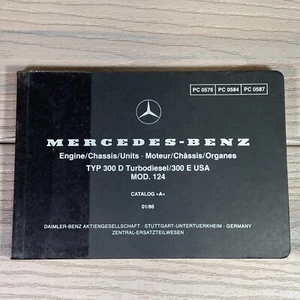 PC 0576 PC 0584 PC 0587
MERCEDES-BENZ
Engine/Chassis/Units · Moteur/Châssis/Organes
TYP 300 D Turbodiesel/300 E USA
MOD. 124
CATALOG »A«
01/86
DAIMLER-BENZ AKTIENGESELLSCHAFT · STUTTGART-UNTERTUERKHEIM · GERMANY
ZENTRAL-ERSATZTEILWESEN